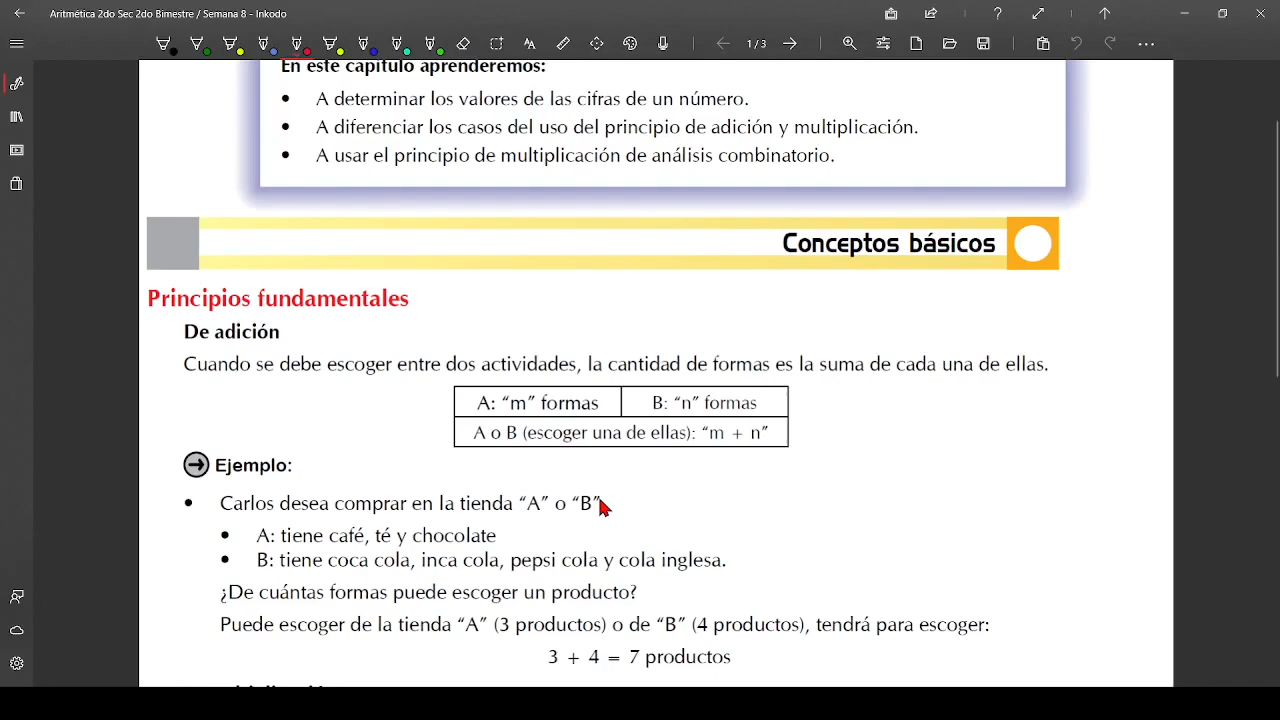 Aritmética 2do Sec 2do Bimestre / Semana 8 - Inkodo
1/3
En este capítulo aprenderemos:
• A determinar los valores de las cifras de un número.
• A diferenciar los casos del uso del principio de adición y multiplicación.
• A usar el principio de multiplicación de análisis combinatorio.
Conceptos básicos
Principios fundamentales
De adición
Cuando se debe escoger entre dos actividades, la cantidad de formas es la suma de cada una de ellas.
A: “m” formas B: “n” formas
A o B (escoger una de ellas): “m + n”
Ejemplo:
• Carlos desea comprar en la tienda “A” o “B”
• A: tiene café, té y chocolate
• B: tiene coca cola, inca cola, pepsi cola y cola inglesa.
¿De cuántas formas puede escoger un producto?
Puede escoger de la tienda “A” (3 productos) o de “B” (4 productos), tendrá para escoger:
3 + 4 = 7 productos